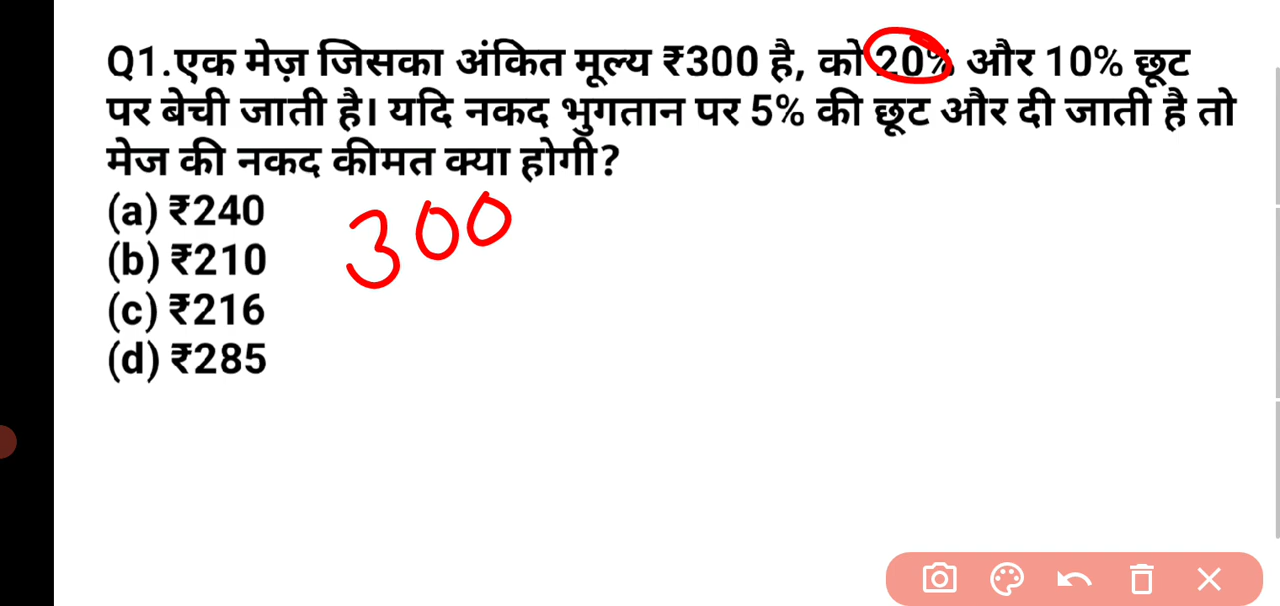 Q1.एक मेज़ जिसका अंकित मूल्य ₹300 है, को 20% और 10% छूट
पर बेची जाती है। यदि नकद भुगतान पर 5% की छूट और दी जाती है तो
मेज की नकद कीमत क्या होगी?
(a) ₹240
(b) ₹210
(c) ₹216
(d) ₹285
300